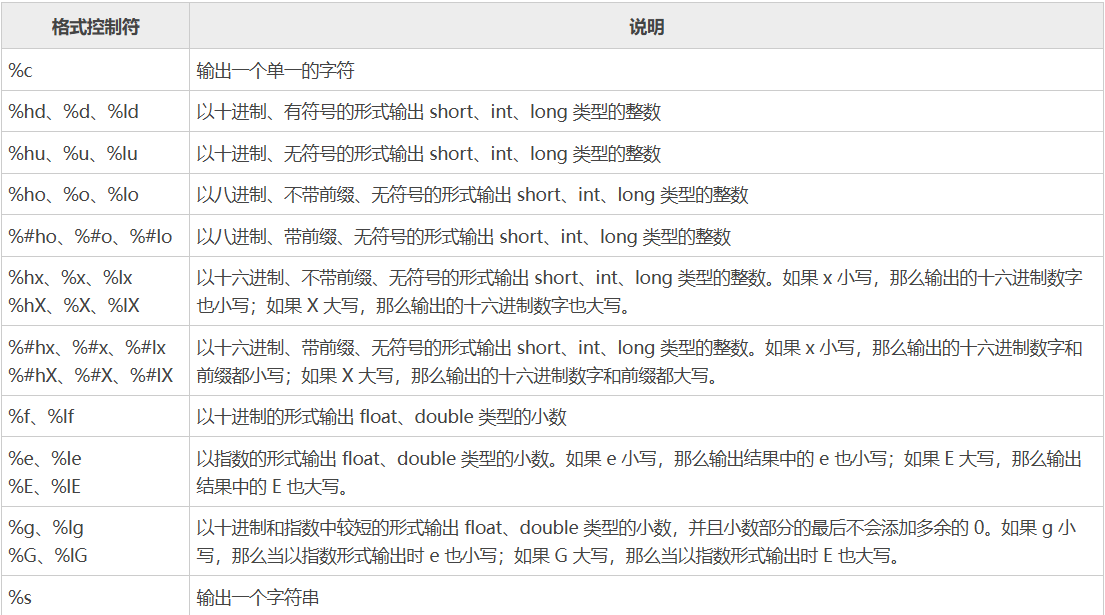 格式控制符 说明
%c 输出一个单一的字符
%hd、%d、%ld 以十进制、有符号的形式输出 short、int、long 类型的整数
%hu、%u、%lu 以十进制、无符号的形式输出 short、int、long 类型的整数
%ho、%o、%lo 以八进制、不带前缀、无符号的形式输出 short、int、long 类型的整数
%#ho、%#o、%#lo 以八进制、带前缀、无符号的形式输出 short、int、long 类型的整数
%hx、%x、%lx 以十六进制、不带前缀、无符号的形式输出 short、int、long 类型的整数。如果 x 小写，那么输出的十六进制数字
%hX、%X、%lX 也小写；如果 X 大写，那么输出的十六进制数字也大写。
%#hx、%#x、%#lx 以十六进制、带前缀、无符号的形式输出 short、int、long 类型的整数。如果 x 小写，那么输出的十六进制数字和
%#hX、%#X、%#lX 前缀都小写；如果 X 大写，那么输出的十六进制数字和前缀都大写。
%f、%lf 以十进制的形式输出 float、double 类型的小数
%e、%le 以指数的形式输出 float、double 类型的小数。如果 e 小写，那么输出结果中的 e 也小写；如果 E 大写，那么输出
%E、%lE 结果中的 E 也大写。
%g、%lg 以十进制和指数中较短的形式输出 float、double 类型的小数，并且小数部分的最后不会添加多余的 0。如果 g 小
%G、%lG 写，那么当以指数形式输出时 e 也小写；如果 G 大写，那么当以指数形式输出时 E 也大写。
%s 输出一个字符串